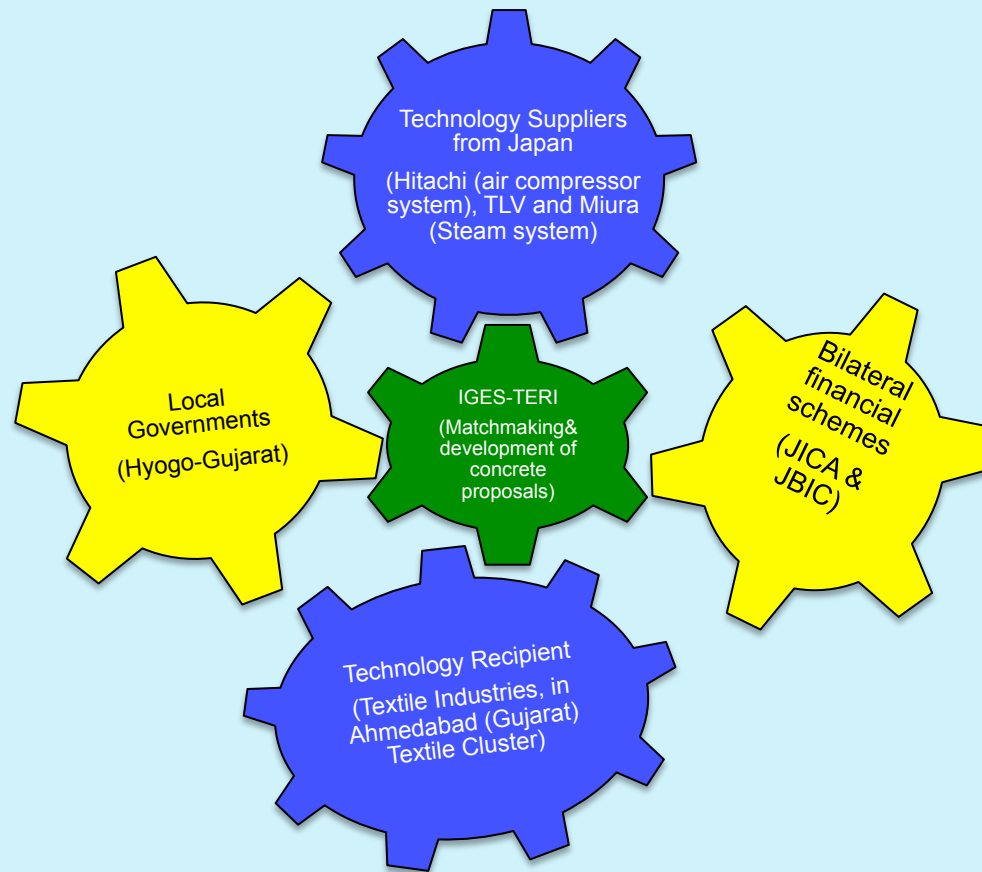 Technology Suppliers
from Japan
(Hitachi (air compressor
system), TLV and Miura
(Steam system)
Local
Governments
(Hyogo-Gujarat)
IGES-TERI
(Matchmaking&
development of
concrete
proposals)
Bilateral
financial
schemes
(JICA &
JBIC)
Technology Recipient
(Textile Industries, in
Ahmedabad (Gujarat)
Textile Cluster)